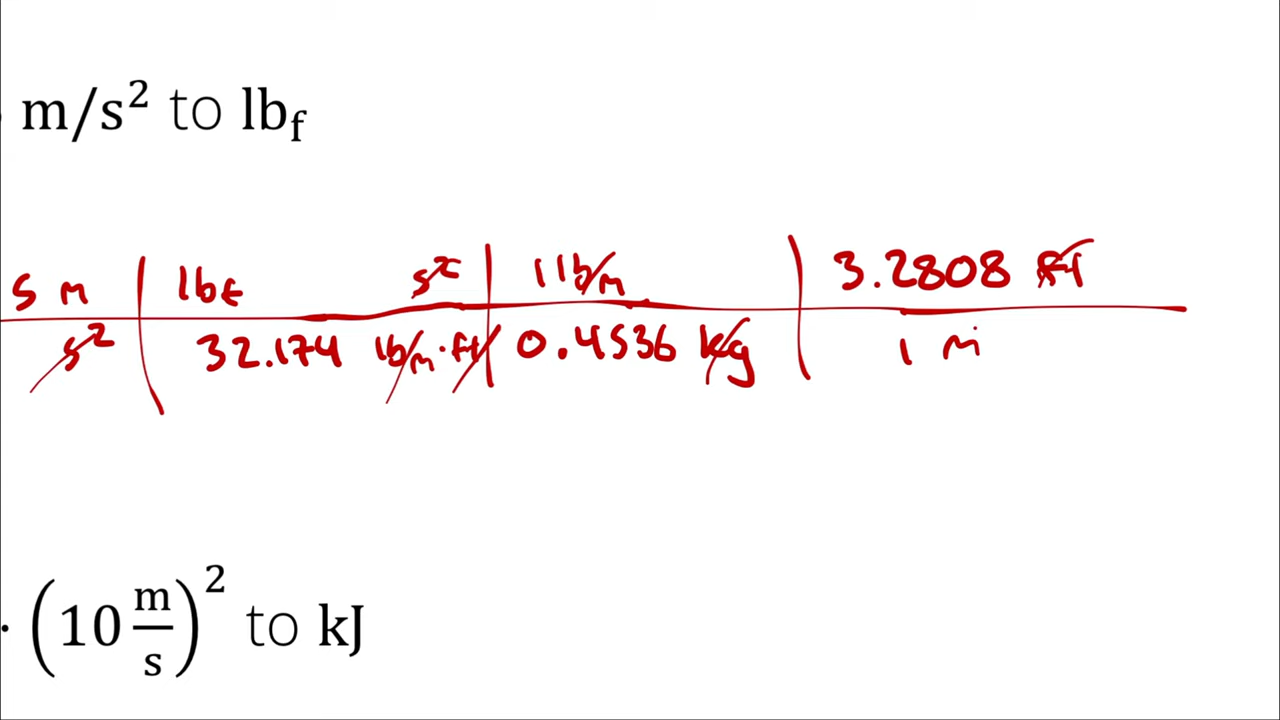 m/s² to lb_f
5 m | lbf s² | 1 lbm | 3.2808 ft
s² | 32.174 lbm·ft | 0.4536 kg | 1 m
· (10 m/s)² to kJ